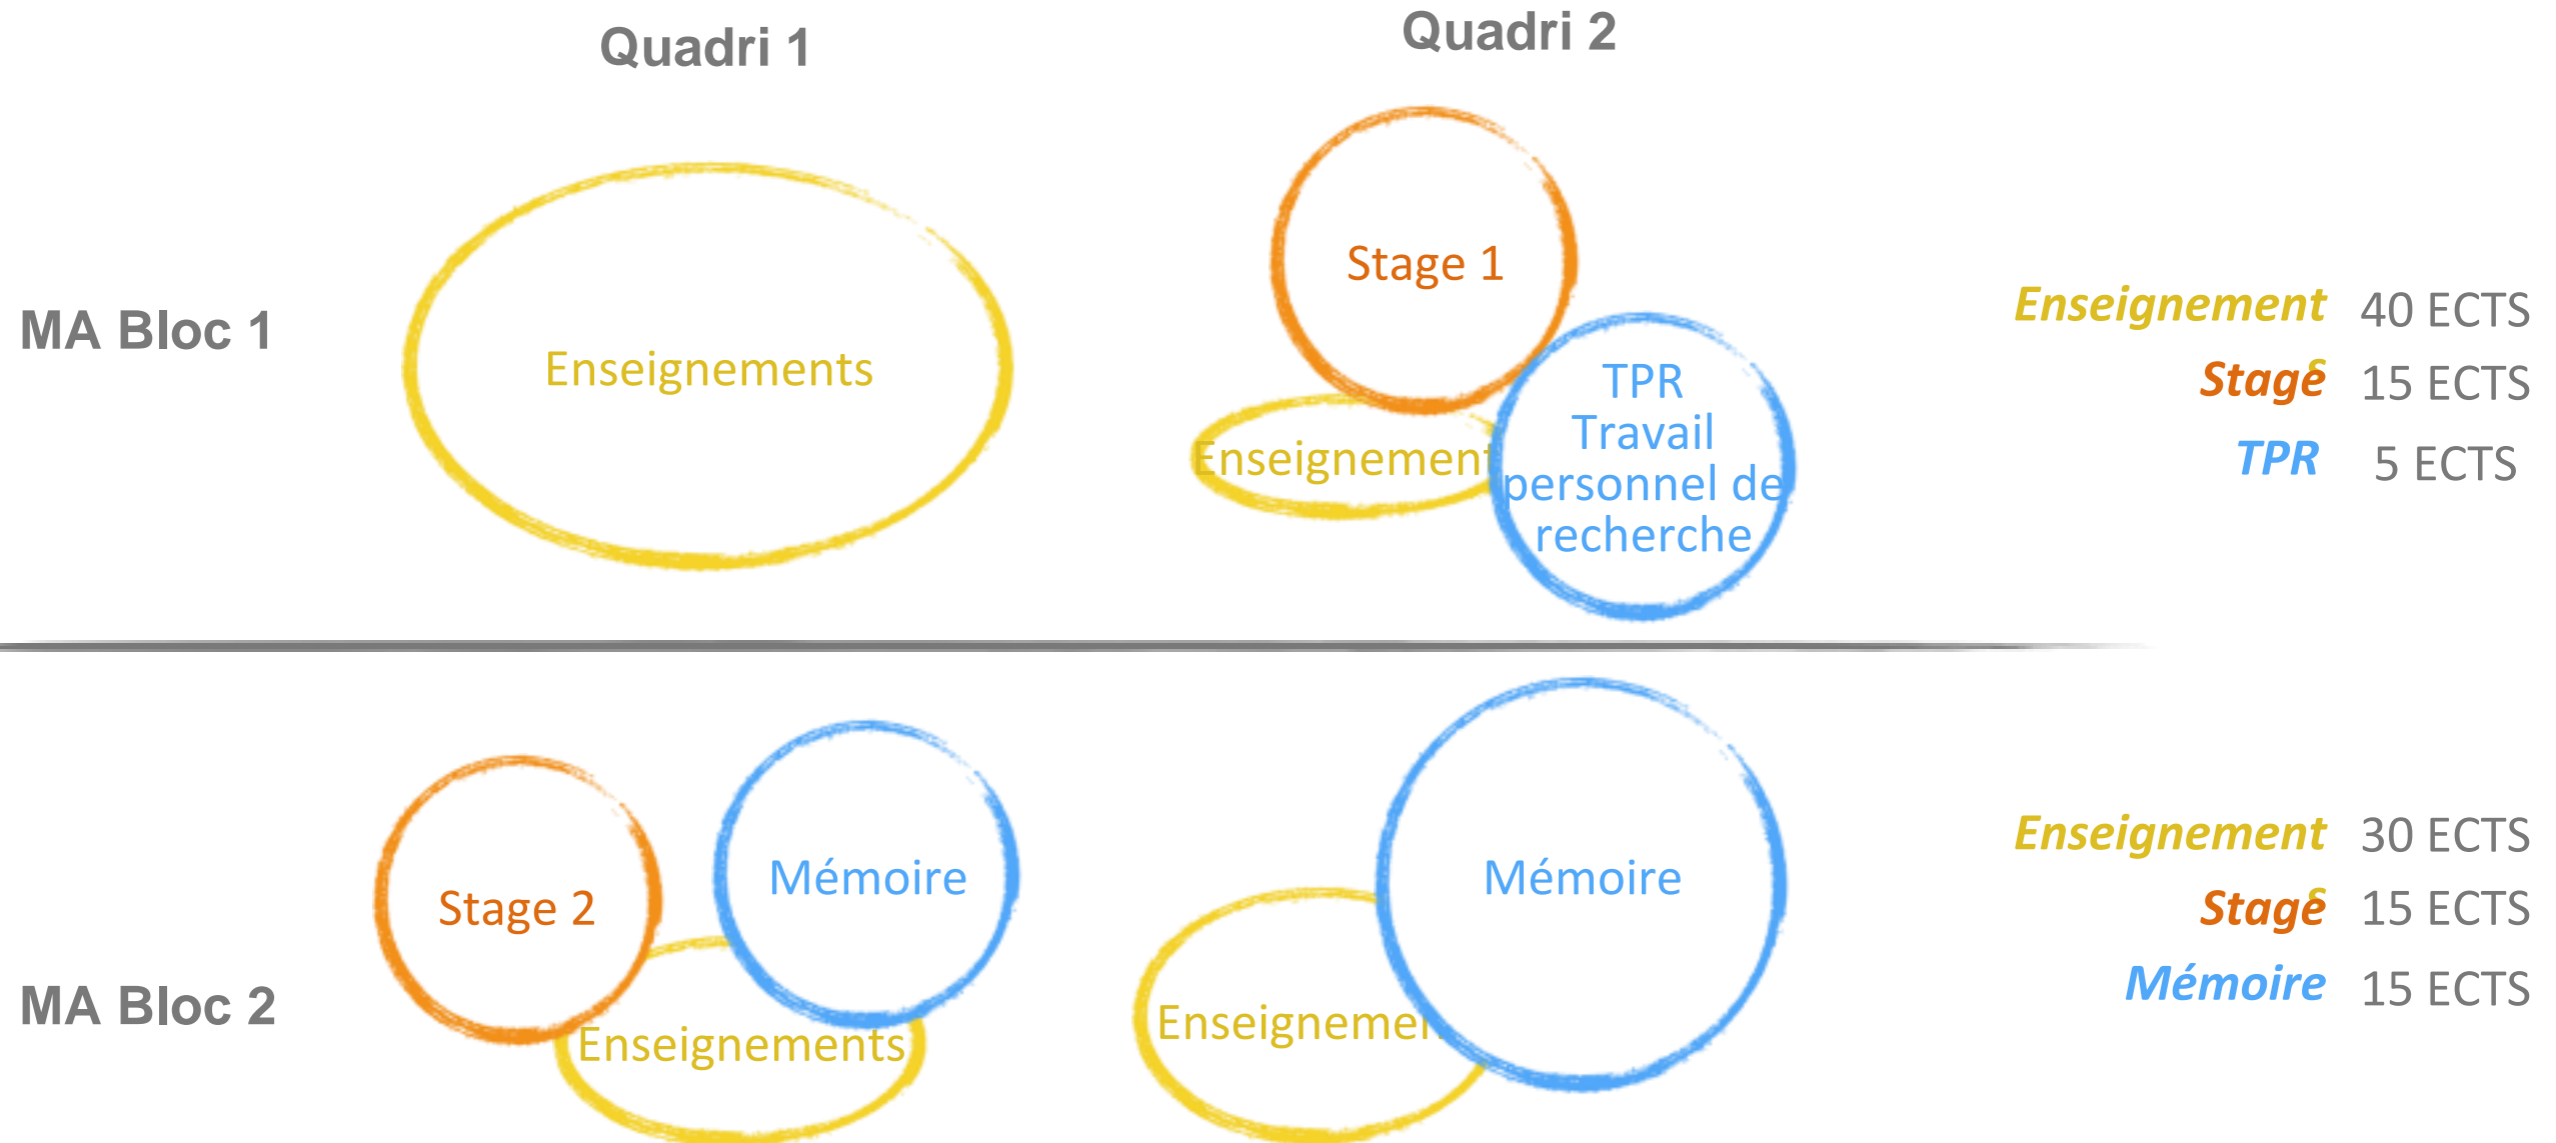 Quadri 1
Quadri 2
MA Bloc 1
Enseignements
Stage 1
Enseignement
TPR
Travail
personnel de
recherche
Enseignements 40 ECTS
Stage 15 ECTS
TPR 5 ECTS
MA Bloc 2
Stage 2
Mémoire
Enseignements
Mémoire
Enseignemen
Enseignements 30 ECTS
Stage 15 ECTS
Mémoire 15 ECTS